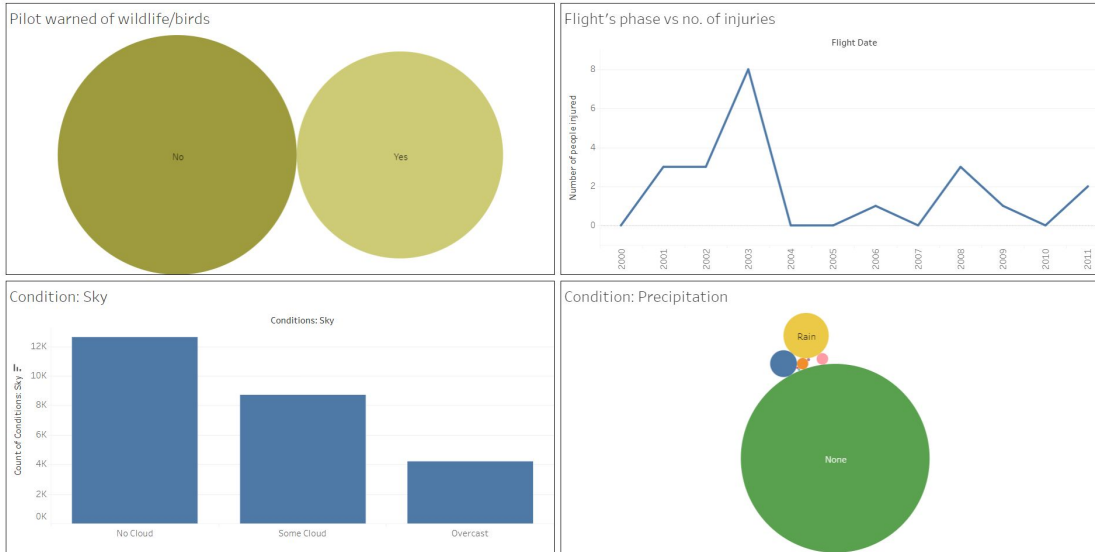 Pilot warned of wildlife/birds
No
Yes
Flight's phase vs no. of injuries
Flight Date
Number of people injured
8
6
4
2
0
2000
2001
2002
2003
2004
2005
2006
2007
2008
2009
2010
2011
Condition: Sky
Conditions: Sky
Count of Conditions: Sky
12K
10K
8K
6K
4K
2K
0K
No Cloud
Some Cloud
Overcast
Condition: Precipitation
Rain
None